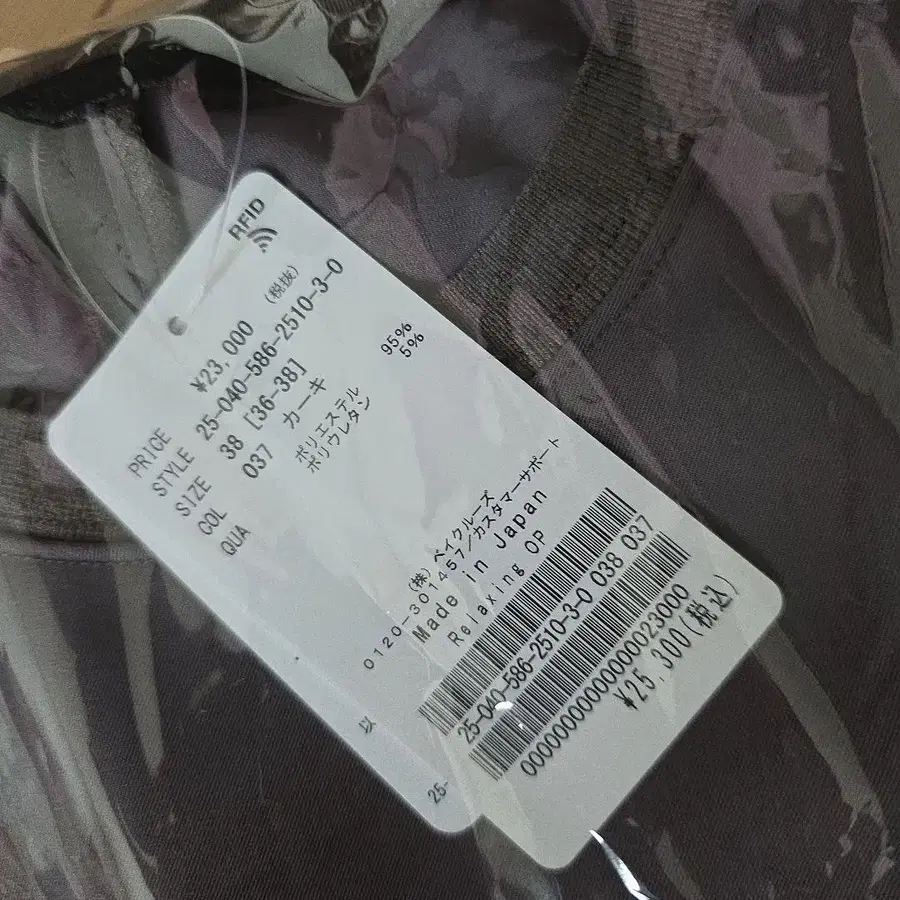 RFID
PRICE ¥23,000 (税抜)
STYLE 25-040-586-2510-3-0
SIZE 38 [36-38]
COL 037 カーキ
QUA ポリエステル 95%
ポリウレタン 5%
(株) ベイクルーズ
0120-301457/カスタマーサポート
Made in Japan
Relaxing OP
25-040-586-2510-3-0 038 037
0000000000000023000
¥25,300(税込)
以
25-